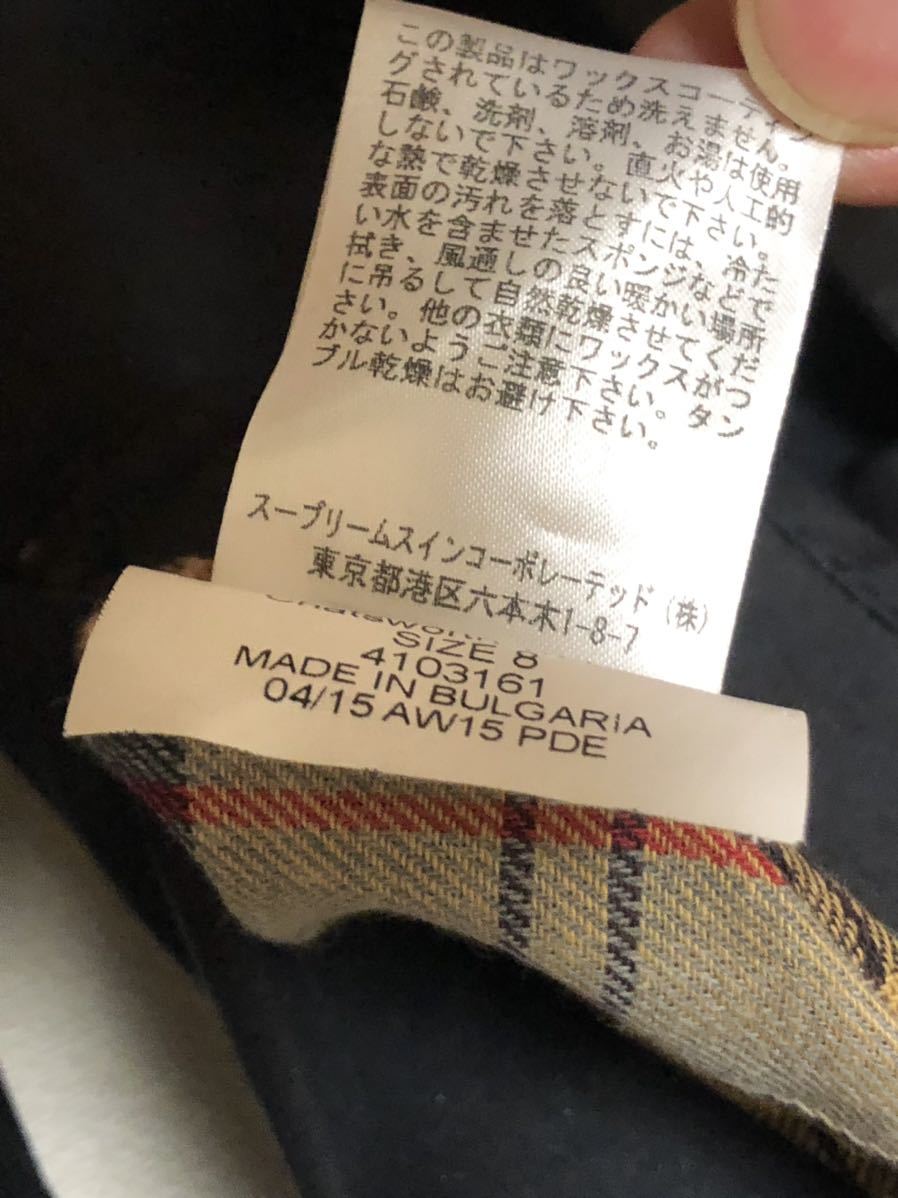 この製品はワックスコーティン
グされているため洗えません。
石鹸、洗剤、溶剤、お湯は使用
しないで下さい。直火や人工的
な熱で乾燥させないで下さい。
表面の汚れを落とすには、冷た
い水を含ませたスポンジなどで
拭き、風通しの良い暖かい場所
に吊るして自然乾燥させてくだ
さい。他の衣類にワックスがつ
かないようご注意下さい。タン
ブル乾燥はお避け下さい。
スープリームスインコーポレーテッド（株）
東京都港区六本木1-8-7
SIZE 8
4103161
MADE IN BULGARIA
04/15 AW15 PDE